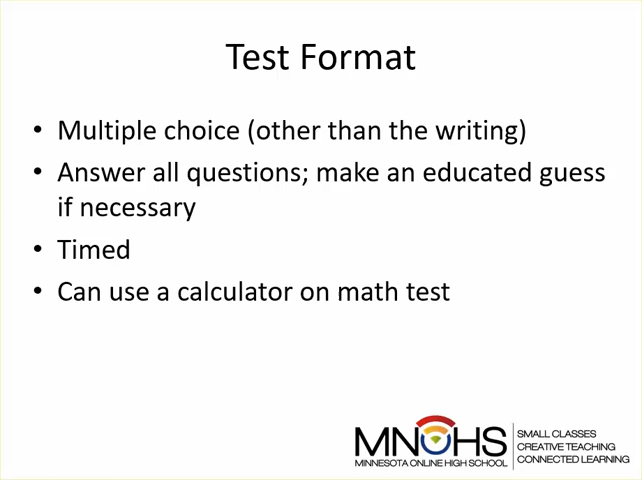 Test Format
• Multiple choice (other than the writing)
• Answer all questions; make an educated guess
if necessary
• Timed
• Can use a calculator on math test
MNOHS
MINNESOTA ONLINE HIGH SCHOOL
SMALL CLASSES
CREATIVE TEACHING
CONNECTED LEARNING